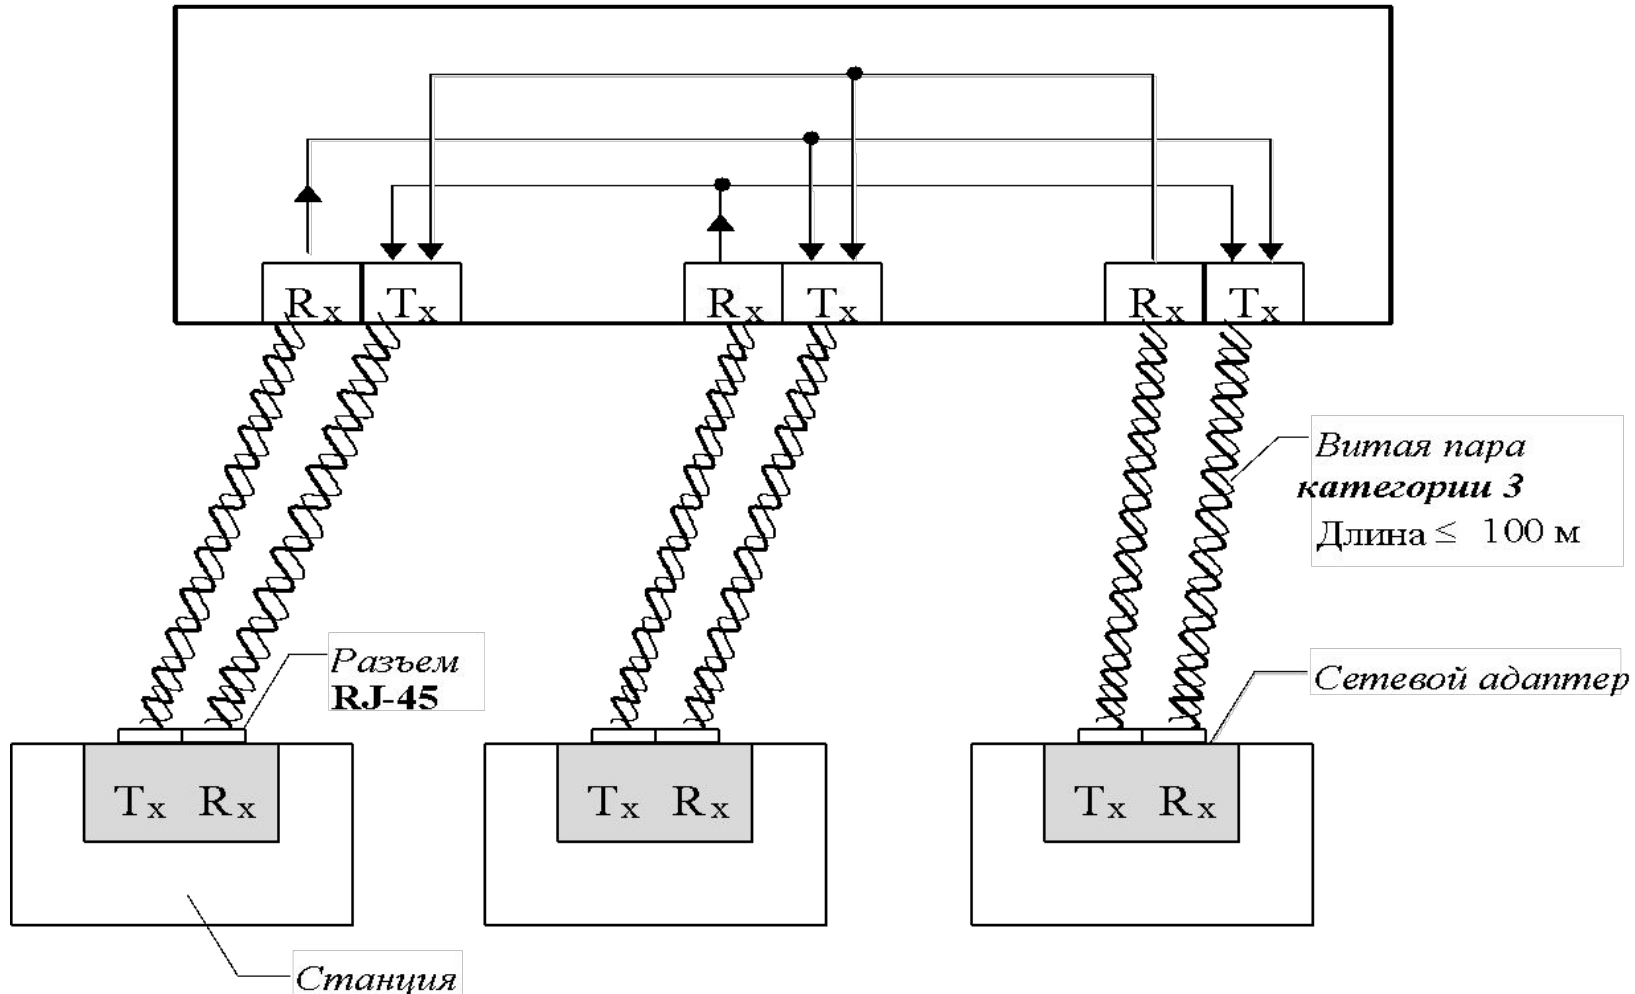 Rx Tx Rx Tx Rx Tx
Витая пара
категории 3
Длина ≤ 100 м
Разъем
RJ-45
Сетевой адаптер
Tx Rx Tx Rx Tx Rx
Станция